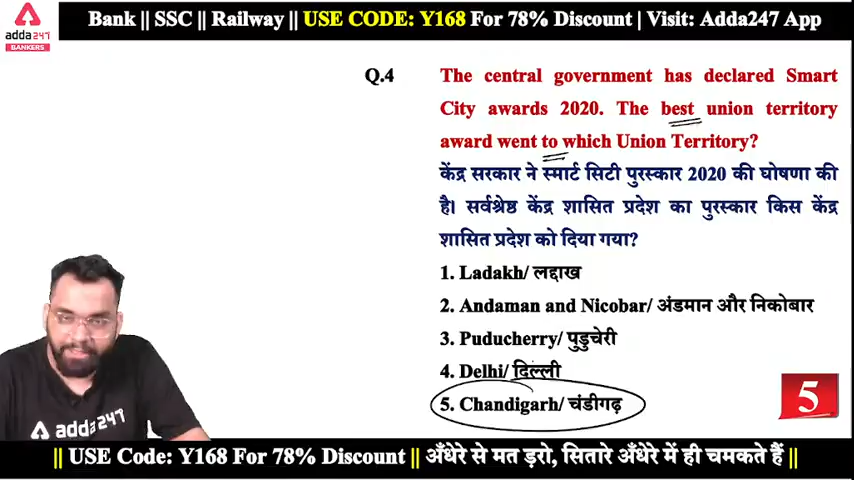 Bank || SSC || Railway || USE CODE: Y168 For 78% Discount | Visit: Adda247 App
adda247
BANKERS
Q.4 The central government has declared Smart
City awards 2020. The best union territory
award went to which Union Territory?
केंद्र सरकार ने स्मार्ट सिटी पुरस्कार 2020 की घोषणा की
है। सर्वश्रेष्ठ केंद्र शासित प्रदेश का पुरस्कार किस केंद्र
शासित प्रदेश को दिया गया?
1. Ladakh/ लद्दाख
2. Andaman and Nicobar/ अंडमान और निकोबार
3. Puducherry/ पुडुचेरी
4. Delhi/ दिल्ली
5. Chandigarh/ चंडीगढ़
5
adda247
|| USE Code: Y168 For 78% Discount || अँधेरे से मत ड़रो, सितारे अँधेरे में ही चमकते हैं ||